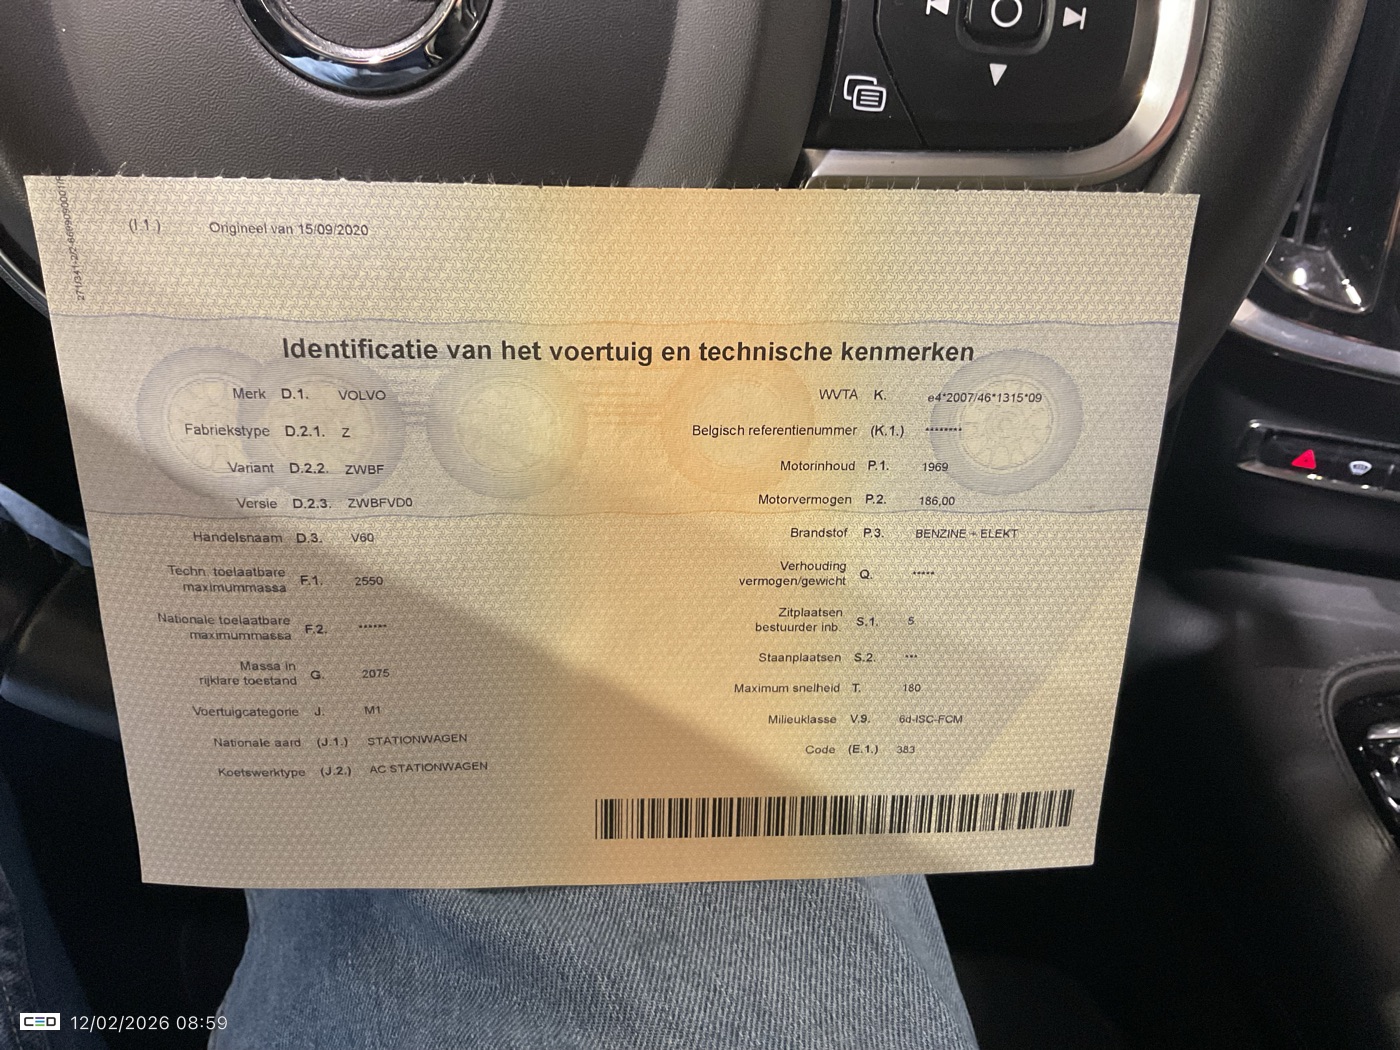 (I.1.) Origineel van 15/09/2020
Identificatie van het voertuig en technische kenmerken
Merk D.1. VOLVO
Fabriekstype D.2.1. Z
Variant D.2.2. ZWBF
Versie D.2.3. ZWBFVD0
Handelsnaam D.3. V60
Techn. toelaatbare
maximummassa F.1. 2550
Nationale toelaatbare
maximummassa F.2. ******
Massa in
rijklare toestand G. 2075
Voertuigcategorie J. M1
Nationale aard (J.1.) STATIONWAGEN
Koetswerktype (J.2.) AC STATIONWAGEN
WVTA K. e4*2007/46*1315*09
Belgisch referentienummer (K.1.) ********
Motorinhoud P.1. 1969
Motorvermogen P.2. 186,00
Brandstof P.3. BENZINE + ELEKT
Verhouding
vermogen/gewicht Q. *****
Zitplaatsen
bestuurder inb. S.1. 5
Staanplaatsen S.2. ***
Maximum snelheid T. 180
Milieuklasse V.9. 6d-ISC-FCM
Code (E.1.) 383
CED 12/02/2026 08:59